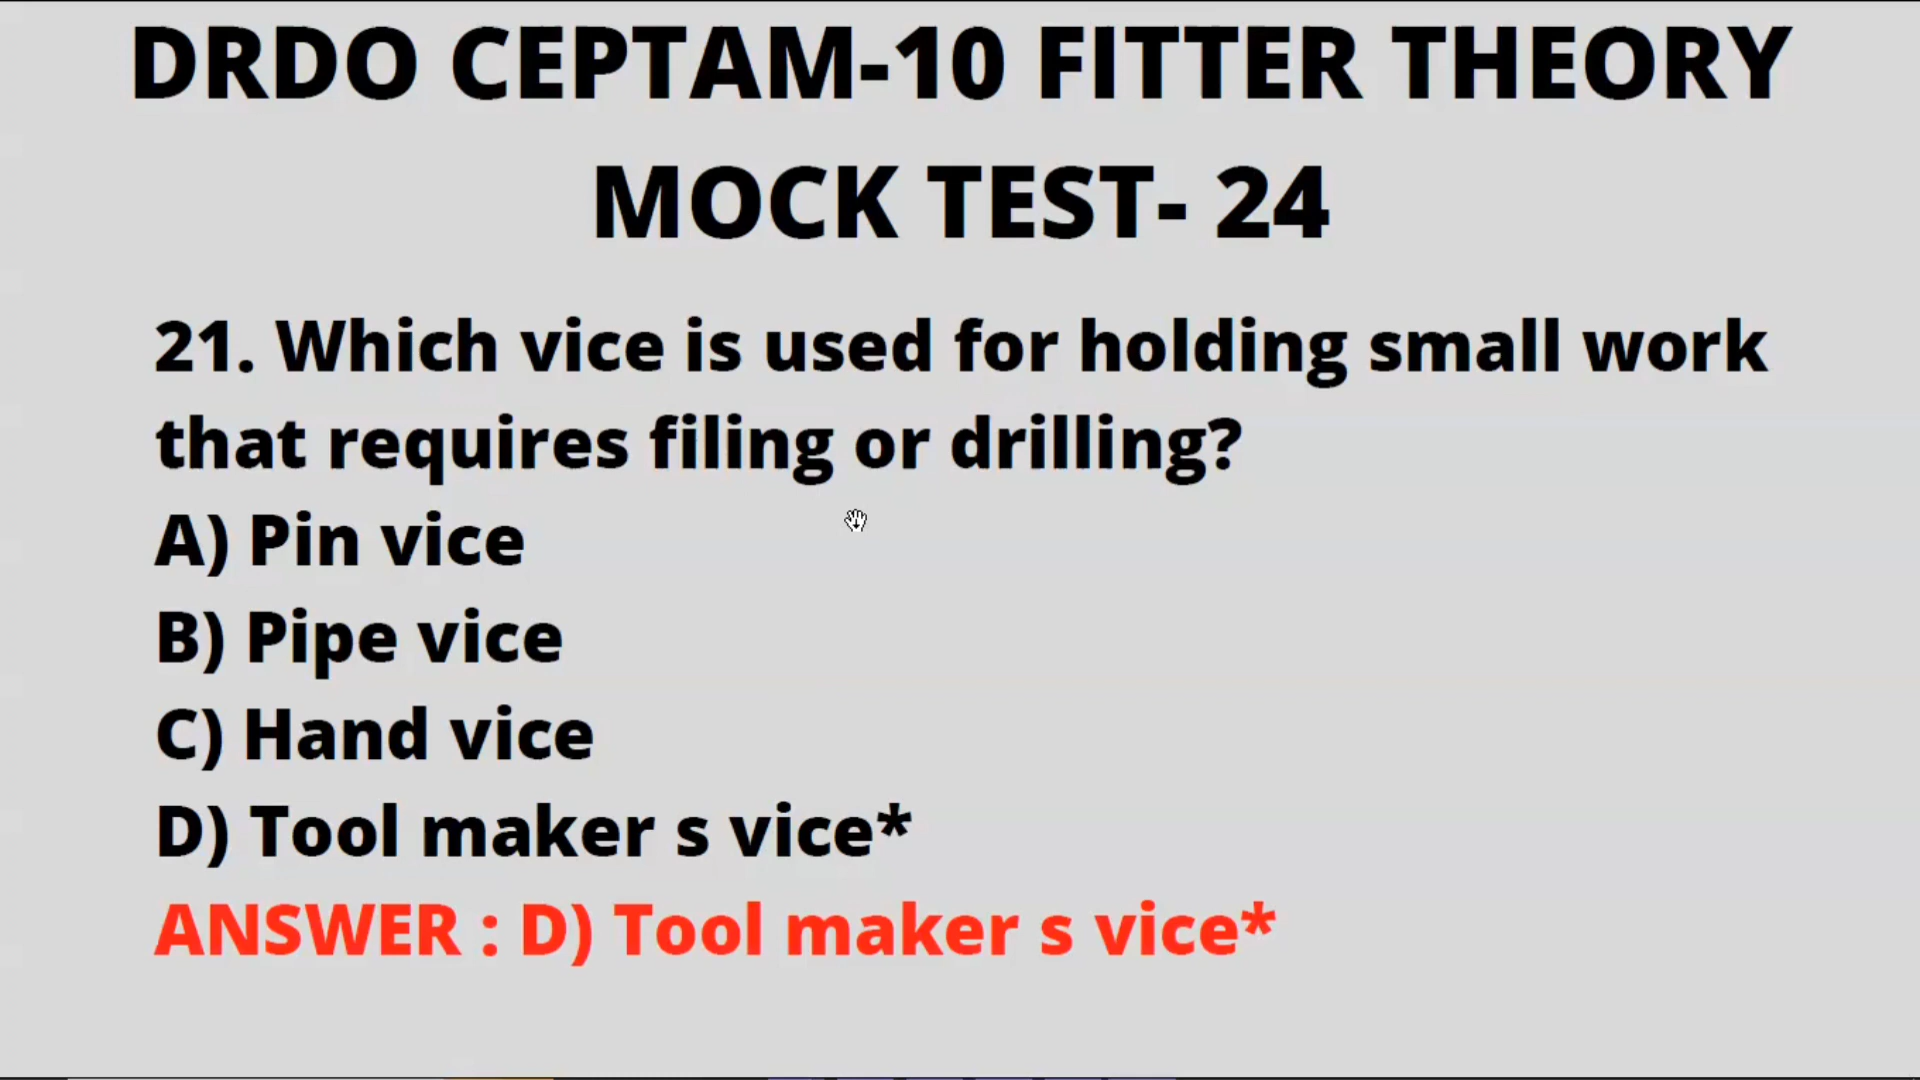 DRDO CEPTAM-10 FITTER THEORY
MOCK TEST- 24
21. Which vice is used for holding small work
that requires filing or drilling?
A) Pin vice
B) Pipe vice
C) Hand vice
D) Tool maker s vice*
ANSWER : D) Tool maker s vice*